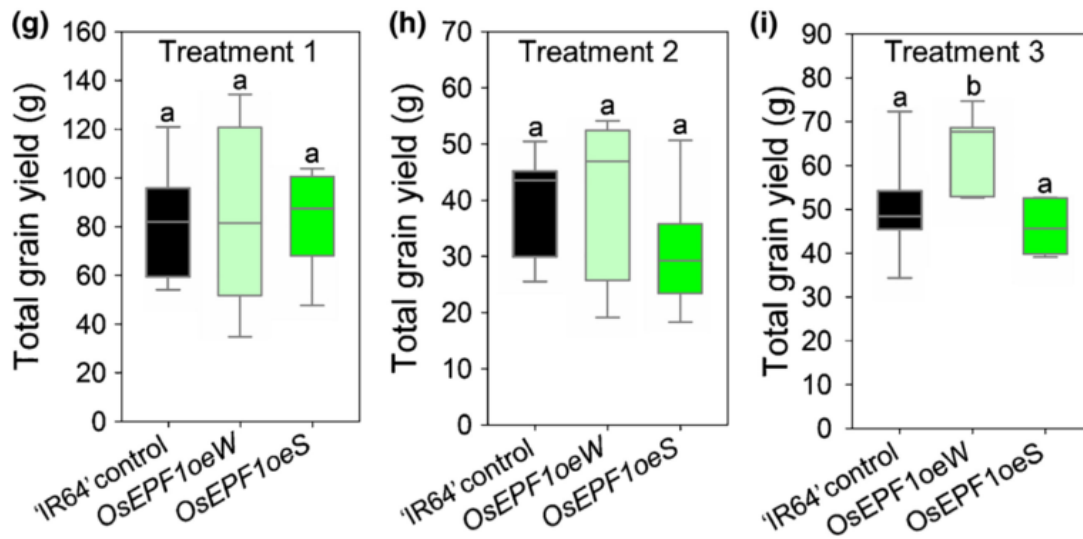 (g)
Treatment 1
Total grain yield (g)
160
140
120
100
80
60
40
20
0
a
a
a
'IR64' control
OsEPF1oeW
OsEPF1oeS
(h)
Treatment 2
Total grain yield (g)
70
60
50
40
30
20
10
0
a
a
a
'IR64' control
OsEPF1oeW
OsEPF1oeS
(i)
Treatment 3
Total grain yield (g)
90
80
70
60
50
40
30
20
10
0
a
b
a
'IR64' control
OsEPF1oeW
OsEPF1oeS